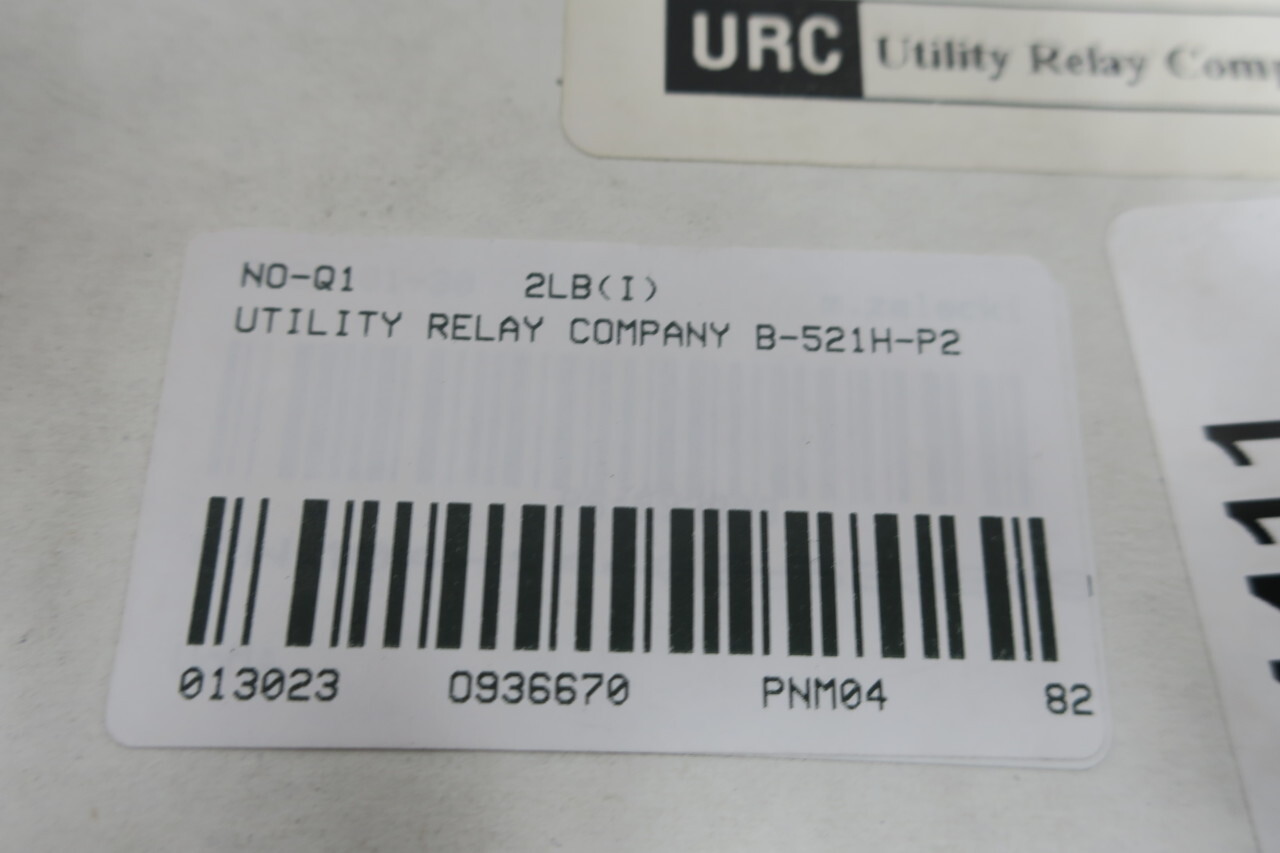 URC Utility Relay Comp
NO-Q1 2LB(I)
UTILITY RELAY COMPANY B-521H-P2
013023 0936670 PNM04 82